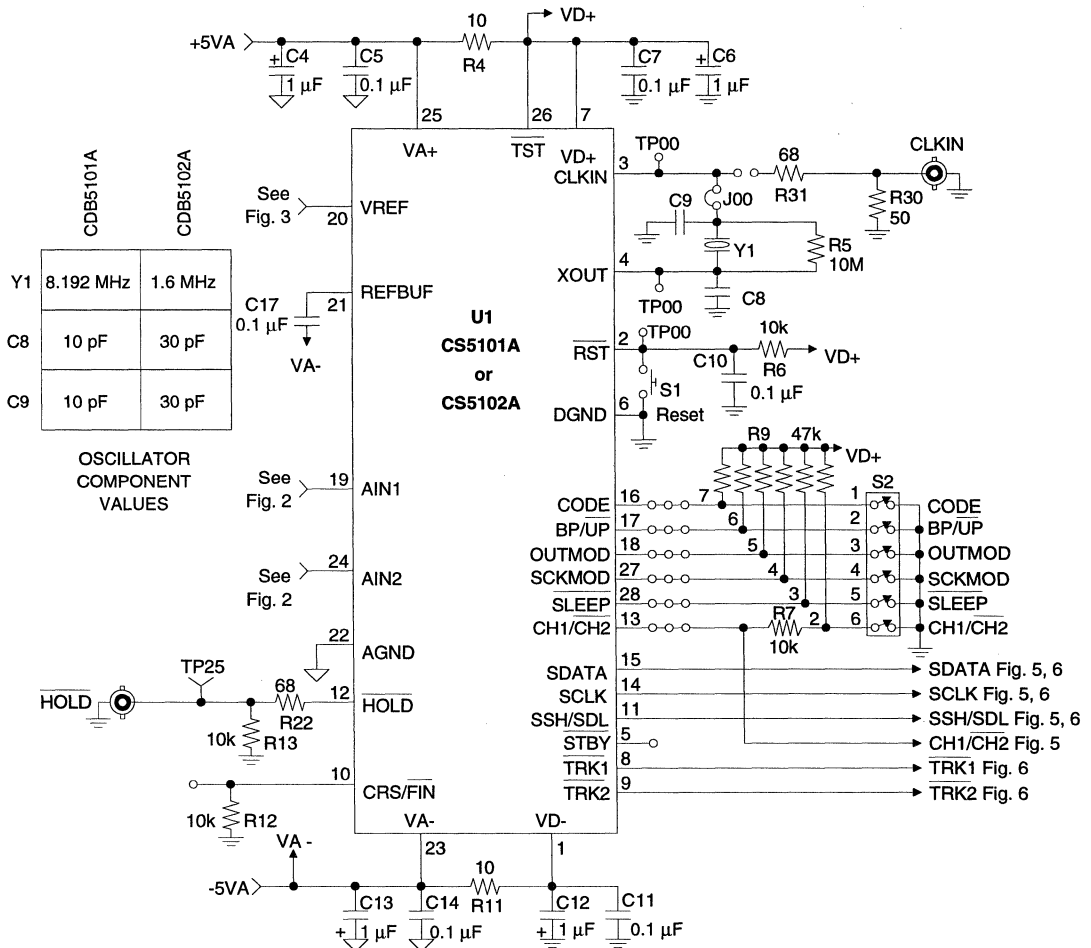 10
VD+
+5VA
R4
+ C4
1 µF
C5
0.1 µF
C7
0.1 µF
+ C6
1 µF
25
26
7
VA+
TST
VD+
CLKIN
3
TP00
68
R31
CLKIN
R30
50
J00
C9
Y1
R5
10M
XOUT
4
TP00
C8
CDB5101A
CDB5102A
Y1
8.192 MHz
1.6 MHz
C8
10 pF
30 pF
C9
10 pF
30 pF
OSCILLATOR
COMPONENT
VALUES
See
Fig. 3
20
VREF
REFBUF
21
C17
0.1 µF
VA-
U1
CS5101A
or
CS5102A
RST
2
TP00
10k
R6
VD+
C10
0.1 µF
S1
Reset
DGND
6
See
Fig. 2
19
AIN1
See
Fig. 2
24
AIN2
22
AGND
R9
47k
VD+
S2
CODE
16
7
1
CODE
BP/UP
17
6
2
BP/UP
OUTMOD
18
5
3
OUTMOD
SCKMOD
27
4
4
SCKMOD
SLEEP
28
3
5
SLEEP
CH1/CH2
13
R7
10k
2
6
CH1/CH2
TP25
HOLD
68
R22
12
HOLD
10k
R13
10
CRS/FIN
10k
R12
SDATA
15
SDATA Fig. 5, 6
SCLK
14
SCLK Fig. 5, 6
SSH/SDL
11
SSH/SDL Fig. 5, 6
STBY
5
CH1/CH2 Fig. 5
TRK1
8
TRK1 Fig. 6
TRK2
9
TRK2 Fig. 6
VA-
VD-
23
1
VA -
-5VA
10
R11
C13
+ 1 µF
C14
0.1 µF
C12
+ 1 µF
C11
0.1 µF